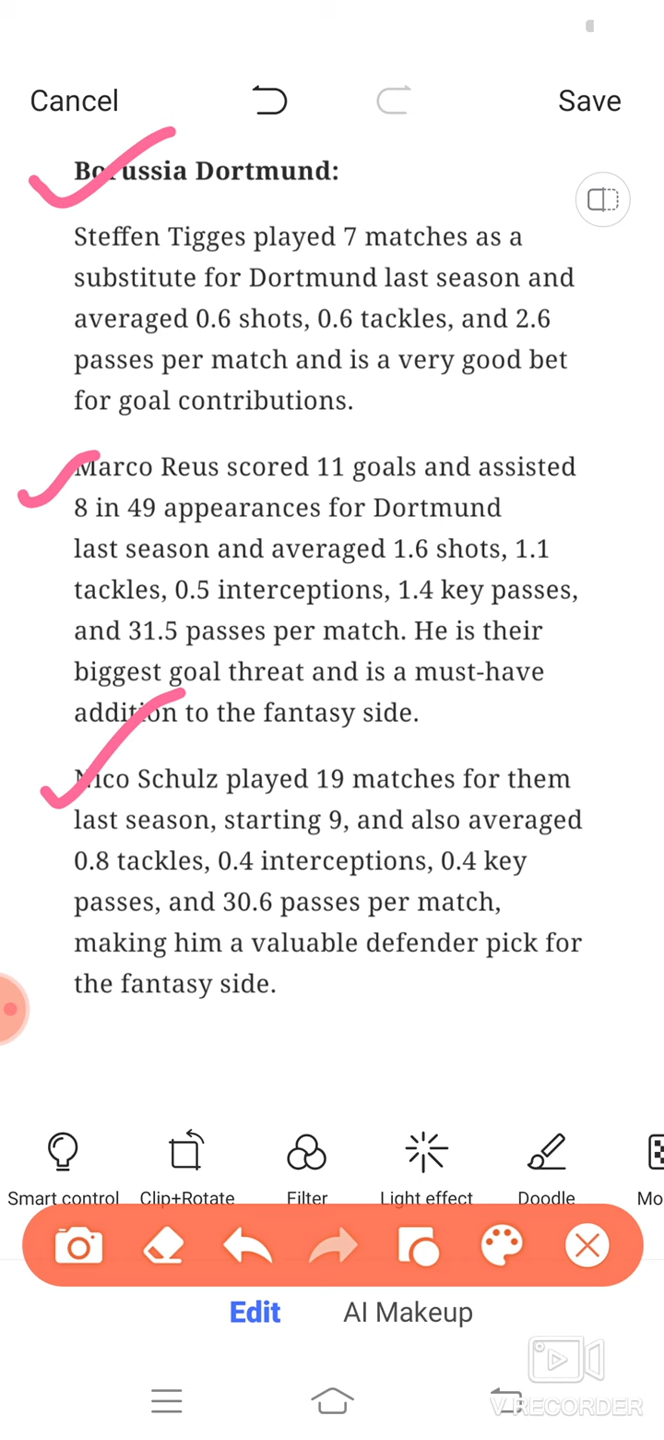 Cancel
Save
Borussia Dortmund:
Steffen Tigges played 7 matches as a
substitute for Dortmund last season and
averaged 0.6 shots, 0.6 tackles, and 2.6
passes per match and is a very good bet
for goal contributions.
Marco Reus scored 11 goals and assisted
8 in 49 appearances for Dortmund
last season and averaged 1.6 shots, 1.1
tackles, 0.5 interceptions, 1.4 key passes,
and 31.5 passes per match. He is their
biggest goal threat and is a must-have
addition to the fantasy side.
Nico Schulz played 19 matches for them
last season, starting 9, and also averaged
0.8 tackles, 0.4 interceptions, 0.4 key
passes, and 30.6 passes per match,
making him a valuable defender pick for
the fantasy side.
Smart control Clip+Rotate Filter Light effect Doodle Mo
Edit AI Makeup
V RECORDER